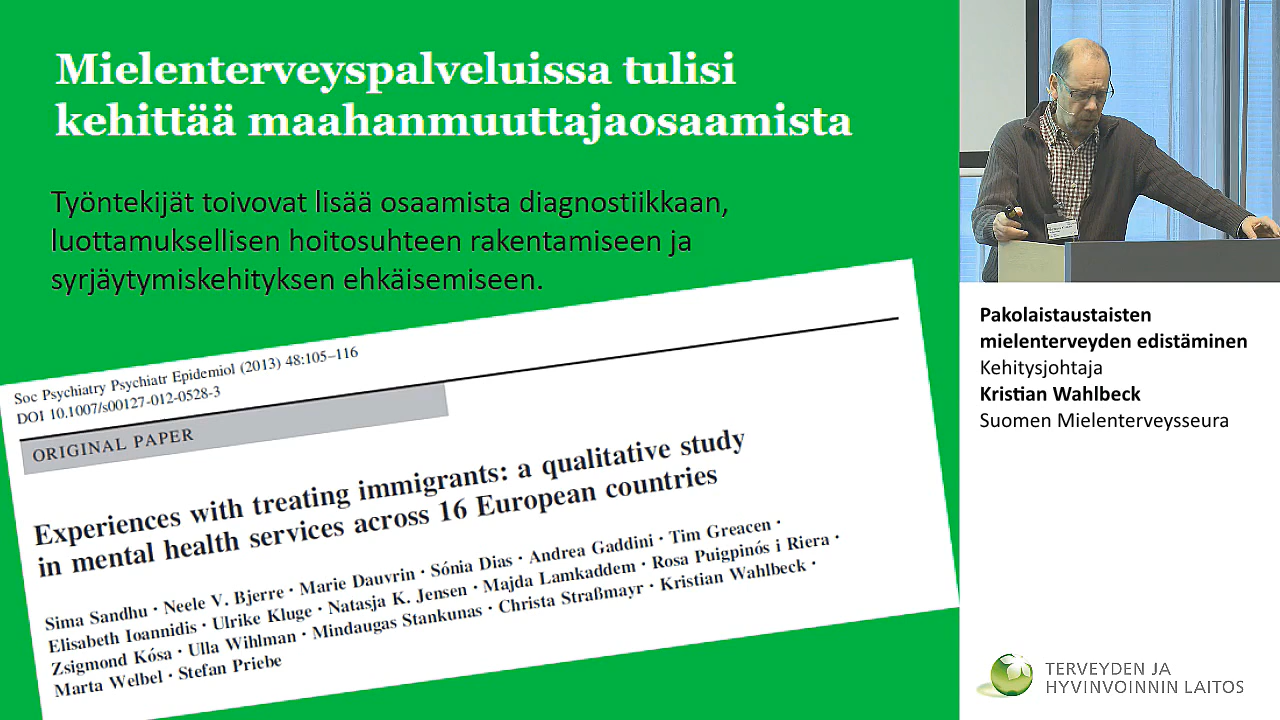 Mielenterveyspalveluissa tulisi
kehittää maahanmuuttajaosaamista
Työntekijät toivovat lisää osaamista diagnostiikkaan,
luottamuksellisen hoitosuhteen rakentamiseen ja
syrjäytymiskehityksen ehkäisemiseen.
Soc Psychiatry Psychiatr Epidemiol (2013) 48:105–116
DOI 10.1007/s00127-012-0528-3
ORIGINAL PAPER
Experiences with treating immigrants: a qualitative study
in mental health services across 16 European countries
Sima Sandhu · Neele V. Bjerre · Marie Dauvrin · Sónia Dias · Andrea Gaddini · Tim Greacen ·
Elisabeth Ioannidis · Ulrike Kluge · Natasja K. Jensen · Majda Lamkaddem · Rosa Puigpinós i Riera ·
Zsigmond Kósa · Ulla Wihlman · Mindaugas Stankunas · Christa Straßmayr · Kristian Wahlbeck ·
Marta Welbel · Stefan Priebe
Pakolaistaustaisten
mielenterveyden edistäminen
Kehitysjohtaja
Kristian Wahlbeck
Suomen Mielenterveysseura
TERVEYDEN JA
HYVINVOINNIN LAITOS